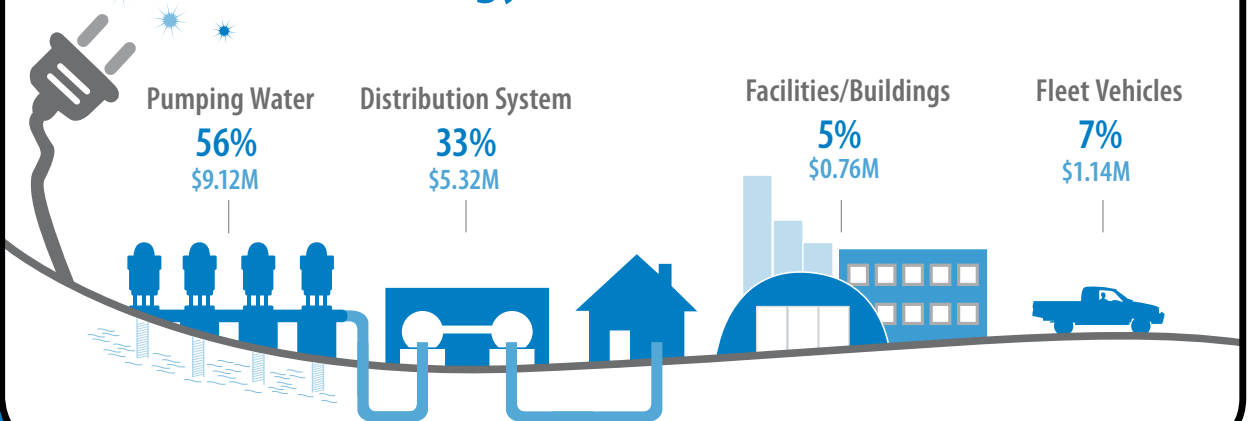 Pumping Water
56%
$9.12M
Distribution System
33%
$5.32M
Facilities/Buildings
5%
$0.76M
Fleet Vehicles
7%
$1.14M